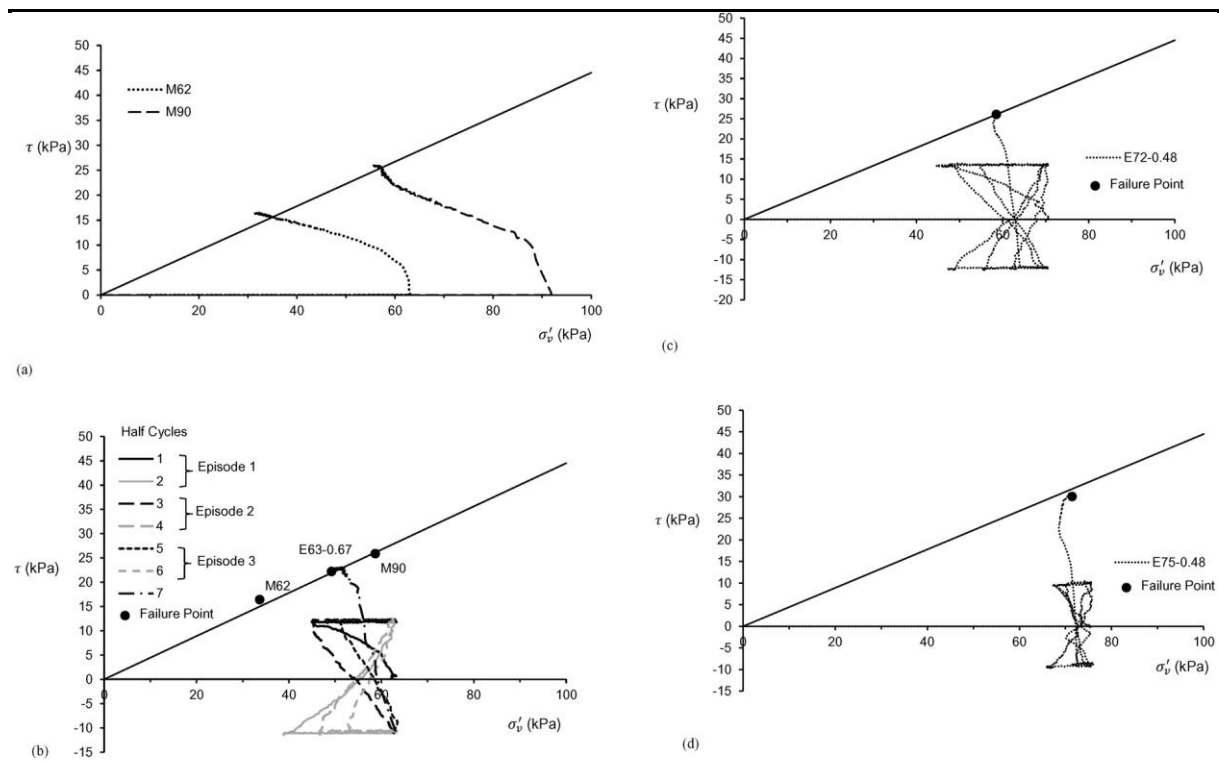 50
45
40
35
30
τ (kPa)
25
20
15
10
5
0
0 20 40 60 80 100
σ′v (kPa)
M62
M90
(a)
50
45
40
35
30
τ (kPa)
25
20
15
10
5
0
-5
-10
-15
-20
0 20 40 60 80 100
σ′v (kPa)
E72-0.48
Failure Point
(c)
Half Cycles
1
2
Episode 1
3
4
Episode 2
5
6
Episode 3
7
Failure Point
50
45
40
35
30
25
τ (kPa)
20
15
10
5
0
-5
-10
-15
0 20 40 60 80 100
σ′v (kPa)
M62
E63-0.67
M90
(b)
50
45
40
35
30
τ (kPa)
25
20
15
10
5
0
-5
-10
-15
0 20 40 60 80 100
σ′v (kPa)
E75-0.48
Failure Point
(d)